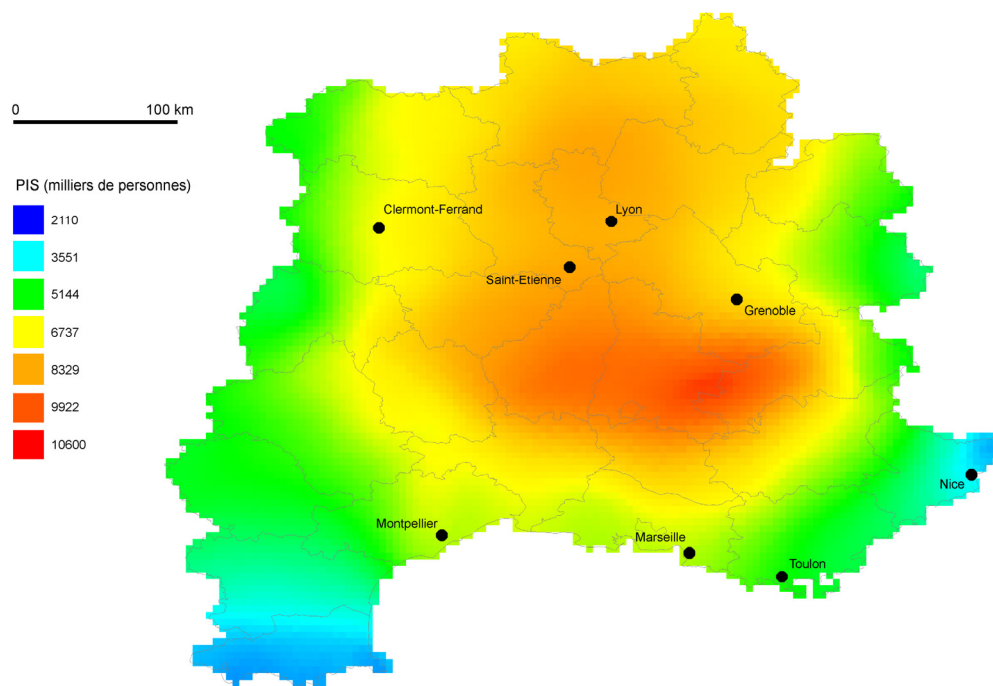 0 100 km
PIS (milliers de personnes)
2110
3551
5144
6737
8329
9922
10600
Clermont-Ferrand
Lyon
Saint-Etienne
Grenoble
Nice
Montpellier
Marseille
Toulon